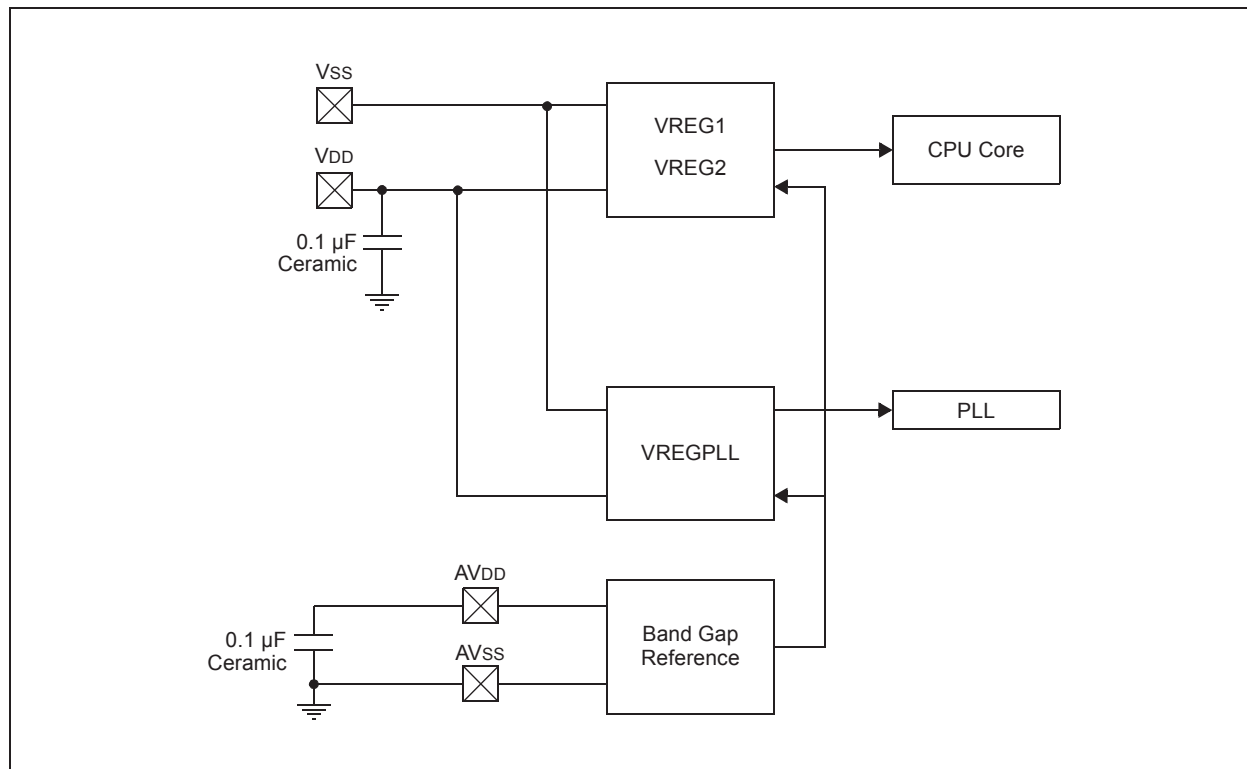 VSS
VREG1
VREG2
CPU Core
VDD
0.1 µF
Ceramic
PLL
VREGPLL
AVDD
Band Gap
Reference
0.1 µF
Ceramic
AVSS